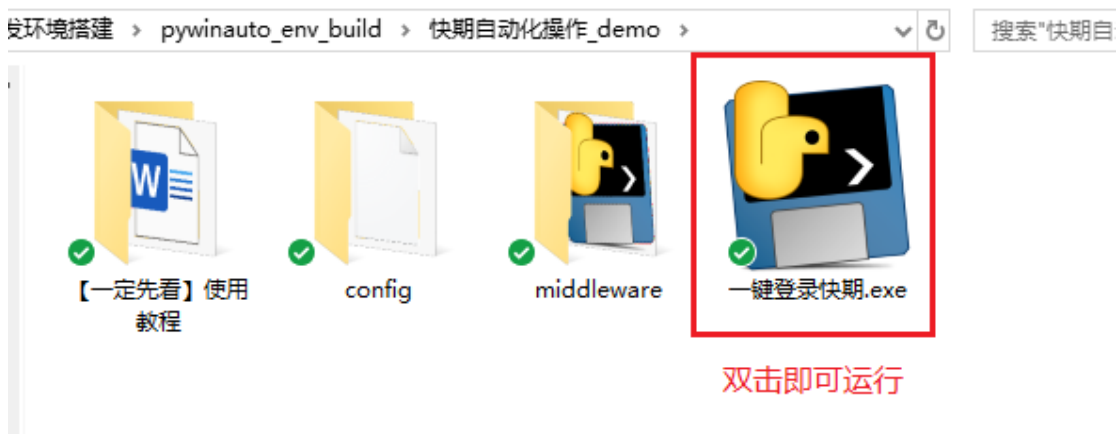 发环境搭建 > pywinauto_env_build > 快期自动化操作_demo >
搜索"快期自
【一定先看】使用
教程
config
middleware
一键登录快期.exe
双击即可运行